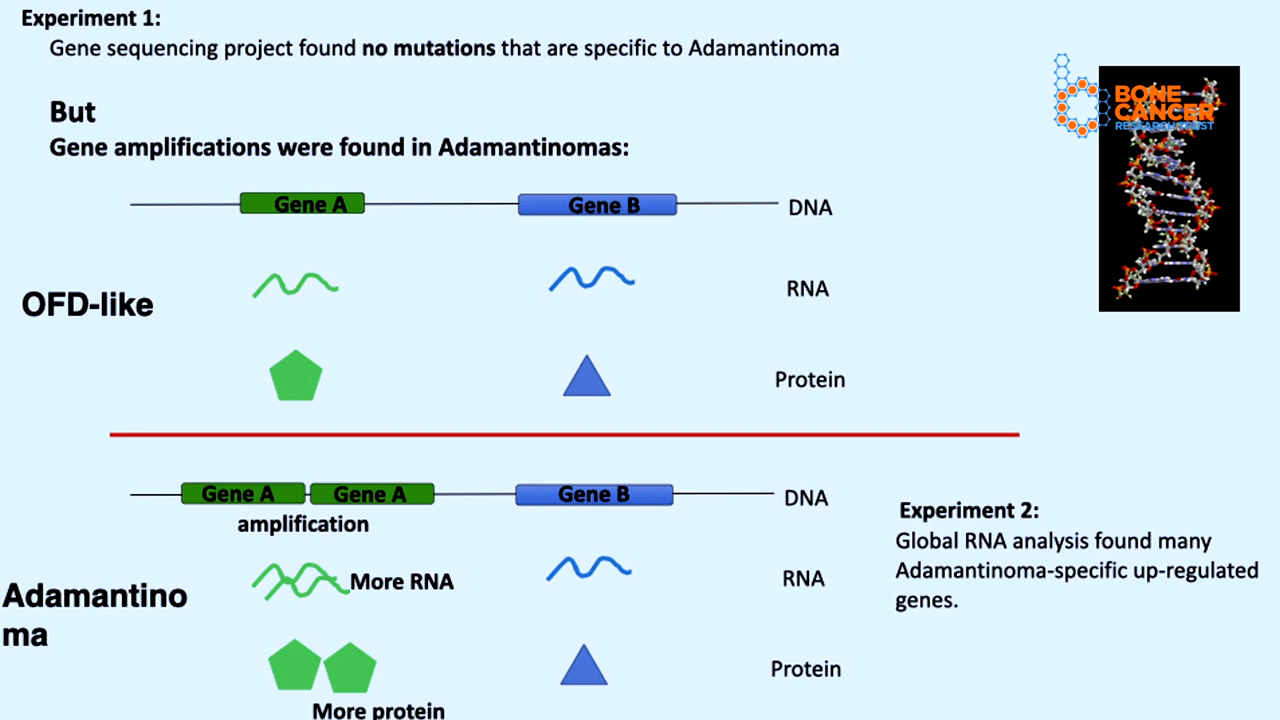 Experiment 1:
Gene sequencing project found no mutations that are specific to Adamantinoma
BONE
CANCER
RESEARCH TRUST
But
Gene amplifications were found in Adamantinomas:
Gene A
Gene B
DNA
RNA
OFD-like
Protein
Gene A
Gene A
Gene B
DNA
amplification
Experiment 2:
Global RNA analysis found many
Adamantinoma-specific up-regulated
genes.
More RNA
RNA
Adamantino
ma
Protein
More protein